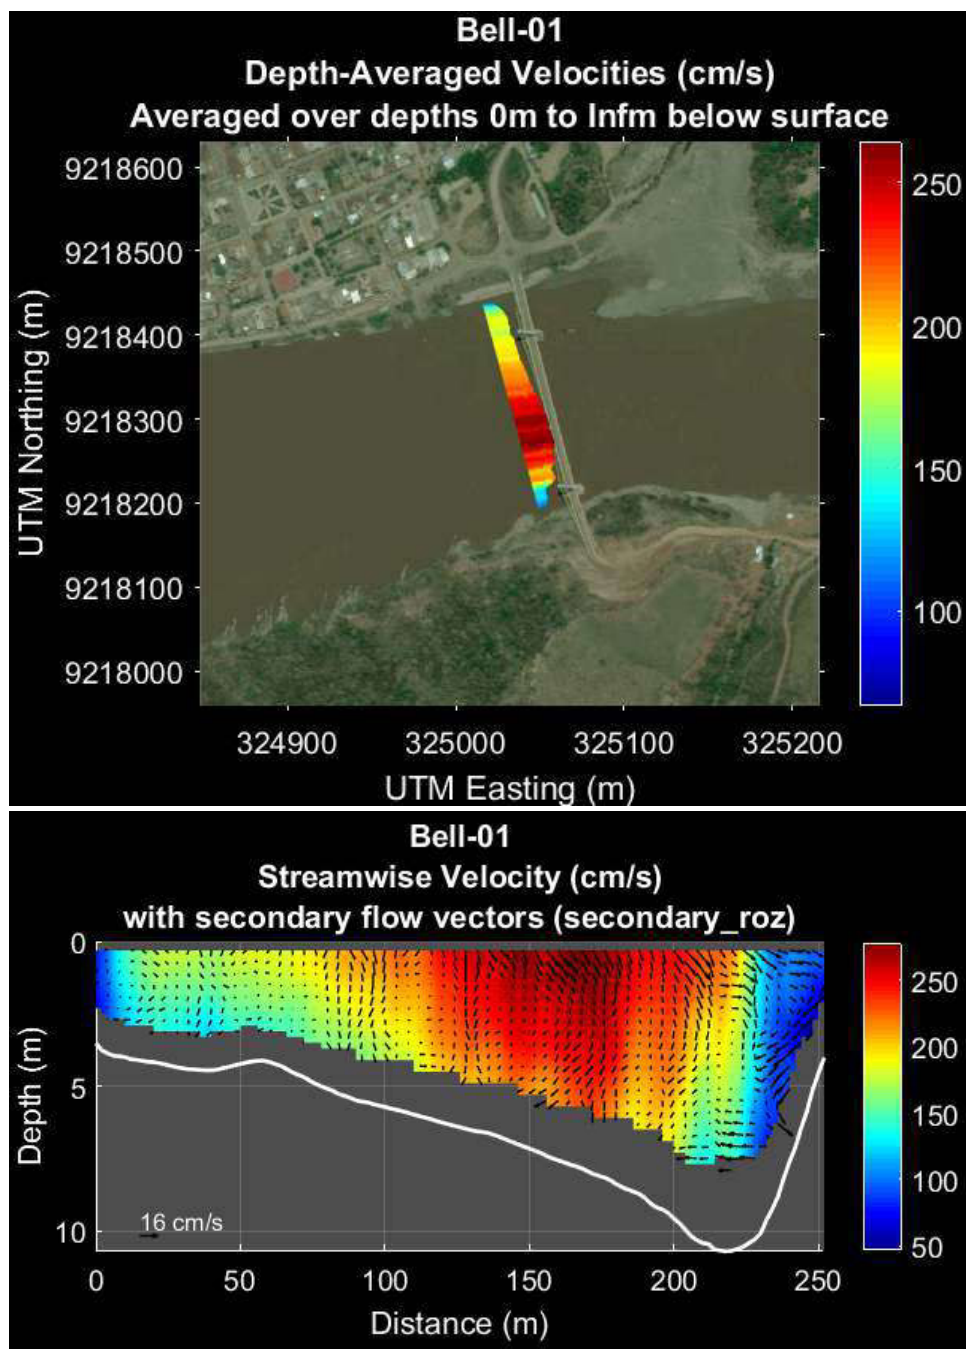 Bell-01
Depth-Averaged Velocities (cm/s)
Averaged over depths 0m to Infm below surface
9218600
9218500
9218400
9218300
9218200
9218100
9218000
UTM Northing (m)
324900
325000
325100
325200
UTM Easting (m)
250
200
150
100
Bell-01
Streamwise Velocity (cm/s)
with secondary flow vectors (secondary_roz)
0
5
10
Depth (m)
16 cm/s
0
50
100
150
200
250
Distance (m)
250
200
150
100
50